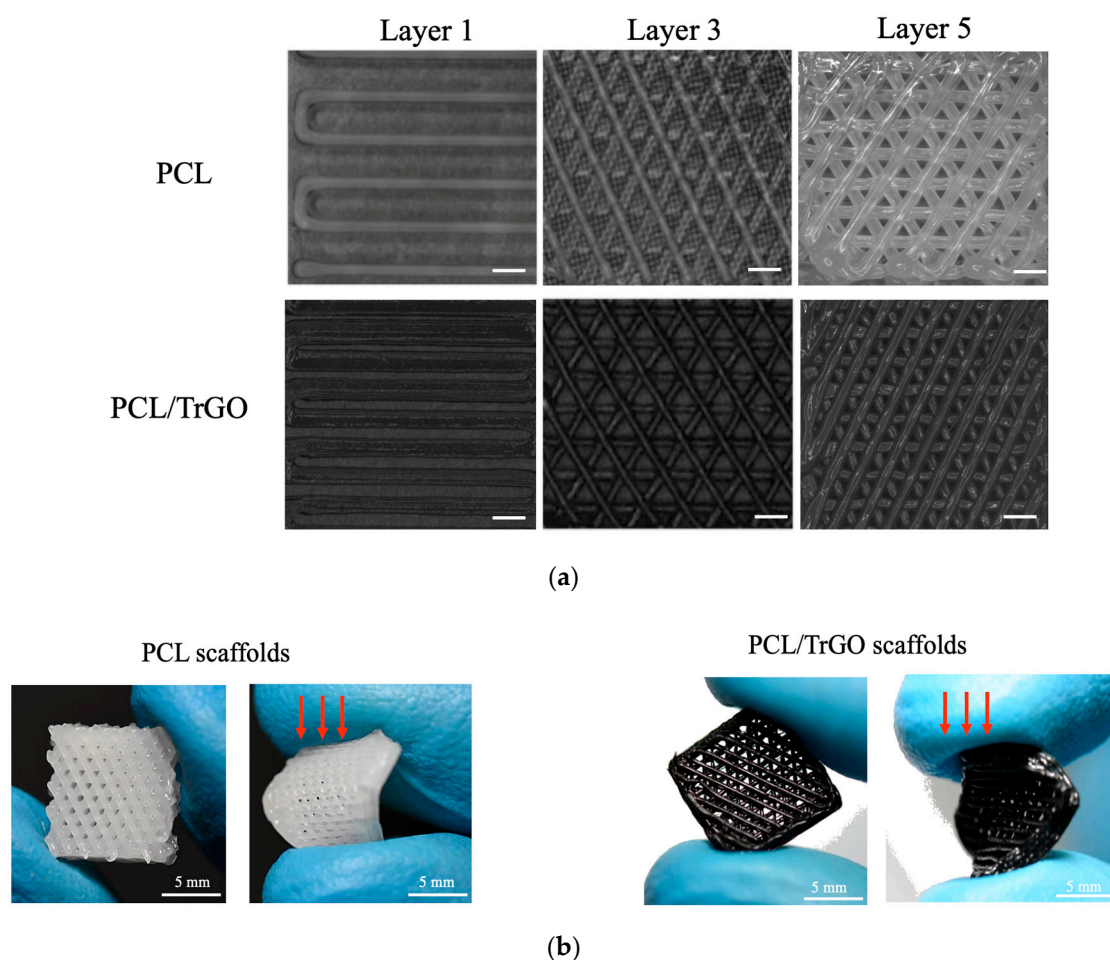 Layer 1
Layer 3
Layer 5
PCL
PCL/TrGO
(a)
PCL scaffolds
PCL/TrGO scaffolds
5 mm
5 mm
5 mm
5 mm
(b)